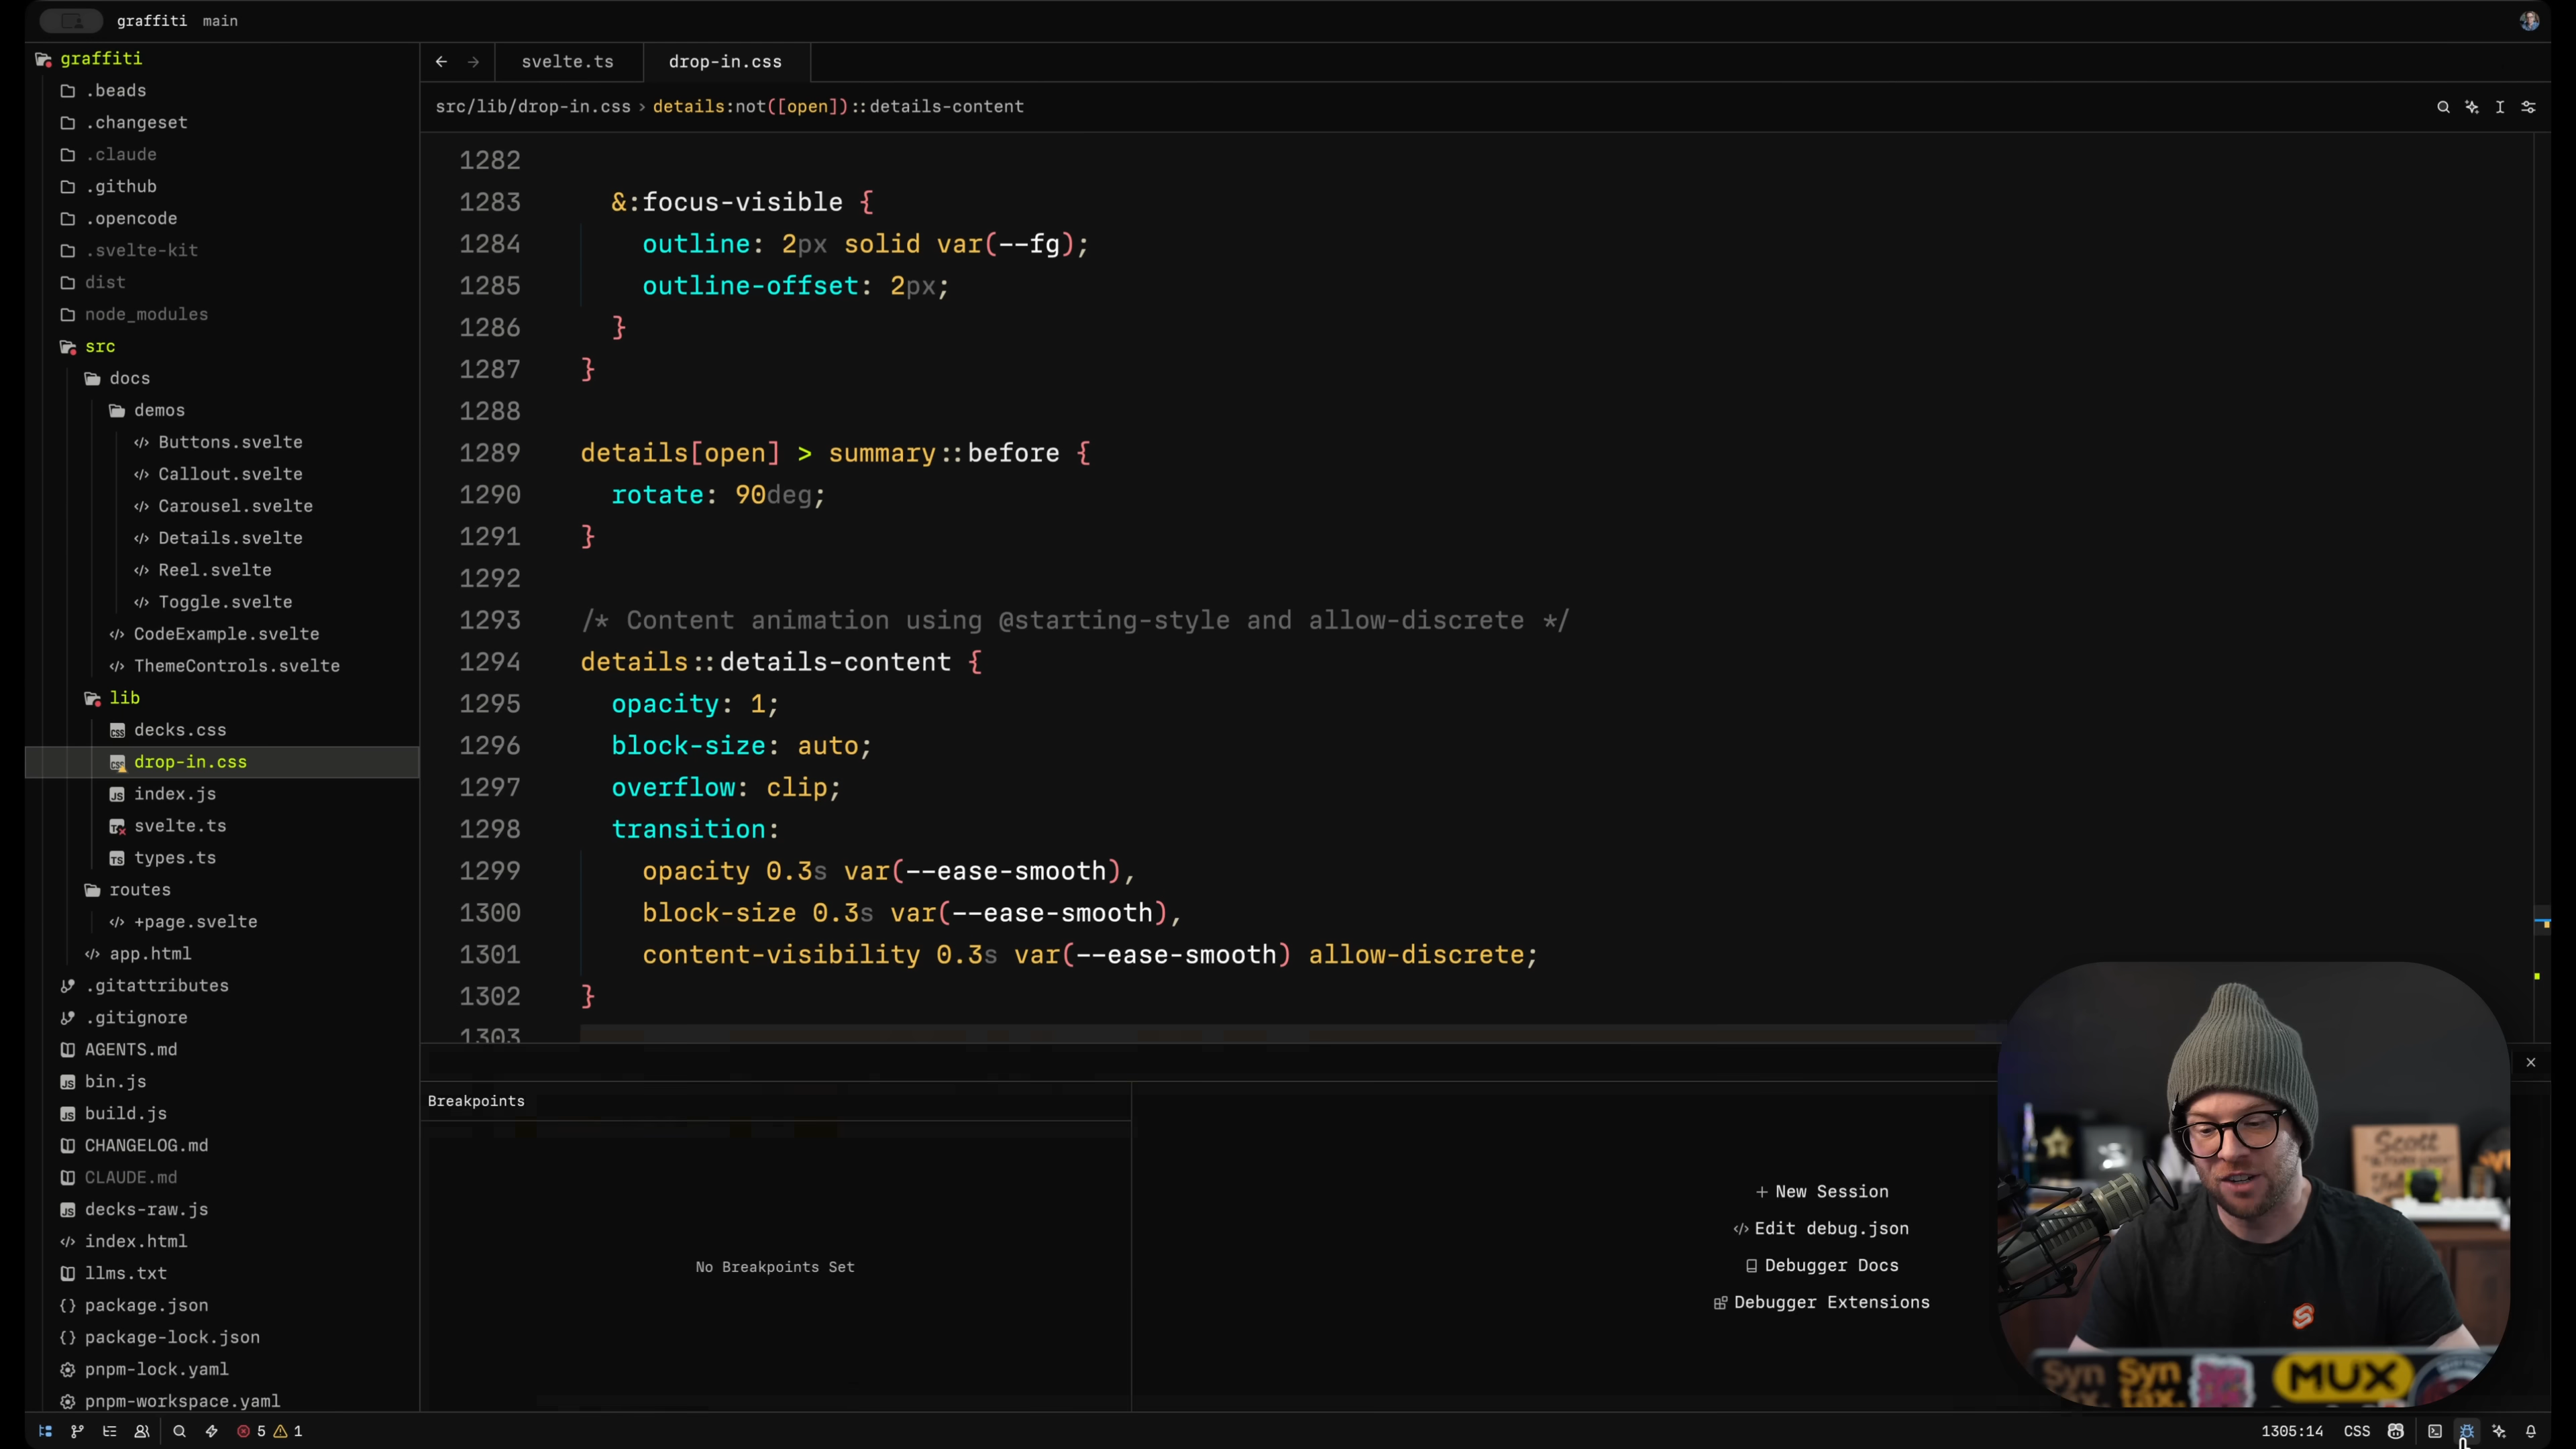 graffiti main
graffiti
.beads
.changeset
.claude
.github
.opencode
.svelte-kit
dist
node_modules
src
docs
demos
Buttons.svelte
Callout.svelte
Carousel.svelte
Details.svelte
Reel.svelte
Toggle.svelte
CodeExample.svelte
ThemeControls.svelte
lib
decks.css
drop-in.css
index.js
svelte.ts
types.ts
routes
+page.svelte
app.html
.gitattributes
.gitignore
AGENTS.md
bin.js
build.js
CHANGELOG.md
CLAUDE.md
decks-raw.js
index.html
llms.txt
package.json
package-lock.json
pnpm-lock.yaml
pnpm-workspace.yaml
svelte.ts drop-in.css
src/lib/drop-in.css › details:not([open])::details-content
1282
1283 &:focus-visible {
1284 outline: 2px solid var(--fg);
1285 outline-offset: 2px;
1286 }
1287 }
1288
1289 details[open] > summary::before {
1290 rotate: 90deg;
1291 }
1292
1293 /* Content animation using @starting-style and allow-discrete */
1294 details::details-content {
1295 opacity: 1;
1296 block-size: auto;
1297 overflow: clip;
1298 transition:
1299 opacity 0.3s var(--ease-smooth),
1300 block-size 0.3s var(--ease-smooth),
1301 content-visibility 0.3s var(--ease-smooth) allow-discrete;
1302 }
1303
Breakpoints
No Breakpoints Set
+ New Session
Edit debug.json
Debugger Docs
Debugger Extensions
Scott
Syn Syn
tax. tax.
MUX
5 1
1305:14 CSS